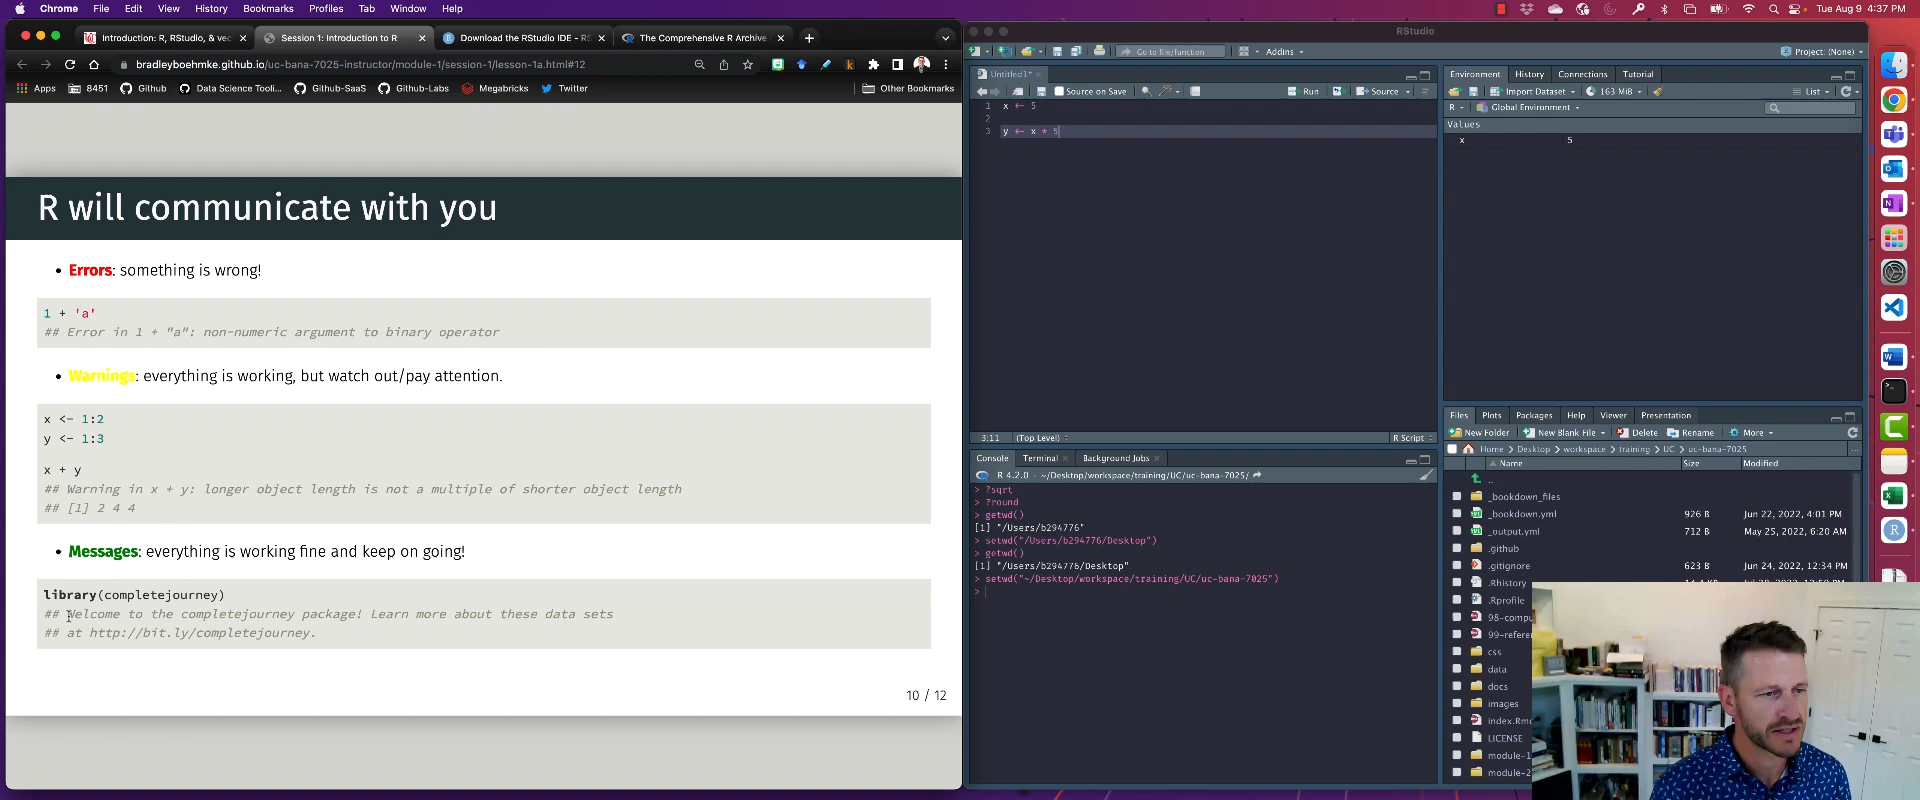 Chrome File Edit View History Bookmarks Profiles Tab Window Help
Tue Aug 9 4:37 PM
Introduction: R, RStudio, & vec
Session 1: Introduction to R
Download the RStudio IDE - RS
The Comprehensive R Archive
bradleyboehmke.github.io/uc-bana-7025-instructor/module-1/session-1/lesson-1a.html#12
Apps 8451 Github Data Science Tooli... Github-SaaS Github-Labs Megabricks Twitter Other Bookmarks
R will communicate with you
• Errors: something is wrong!
1 + 'a'
## Error in 1 + "a": non-numeric argument to binary operator
• Warnings: everything is working, but watch out/pay attention.
x <- 1:2
y <- 1:3
x + y
## Warning in x + y: longer object length is not a multiple of shorter object length
## [1] 2 4 4
• Messages: everything is working fine and keep on going!
library(completejourney)
## Welcome to the completejourney package! Learn more about these data sets
## at http://bit.ly/completejourney.
10 / 12
RStudio
Go to file/function Addins
Project: (None)
Untitled1*
Source on Save Run Source
1 x <- 5
2
3 y <- x * 5
3:11 (Top Level) R Script
Console Terminal Background Jobs
R 4.2.0 · ~/Desktop/workspace/training/UC/uc-bana-7025/
> ?sqrt
> ?round
> getwd()
[1] "/Users/b294776"
> setwd("/Users/b294776/Desktop")
> getwd()
[1] "/Users/b294776/Desktop"
> setwd("~/Desktop/workspace/training/UC/uc-bana-7025")
>
Environment History Connections Tutorial
Import Dataset 163 MiB List
R Global Environment
Values
x 5
Files Plots Packages Help Viewer Presentation
New Folder New Blank File Delete Rename More
Home Desktop workspace training UC uc-bana-7025
Name Size Modified
..
_bookdown_files
_bookdown.yml 926 B Jun 22, 2022, 4:01 PM
_output.yml 712 B May 25, 2022, 6:20 AM
.github
.gitignore 623 B Jun 24, 2022, 12:34 PM
.Rhistory
.Rprofile
98-compu
99-refere
css
data
docs
images
index.Rmd
LICENSE
module-1
module-2